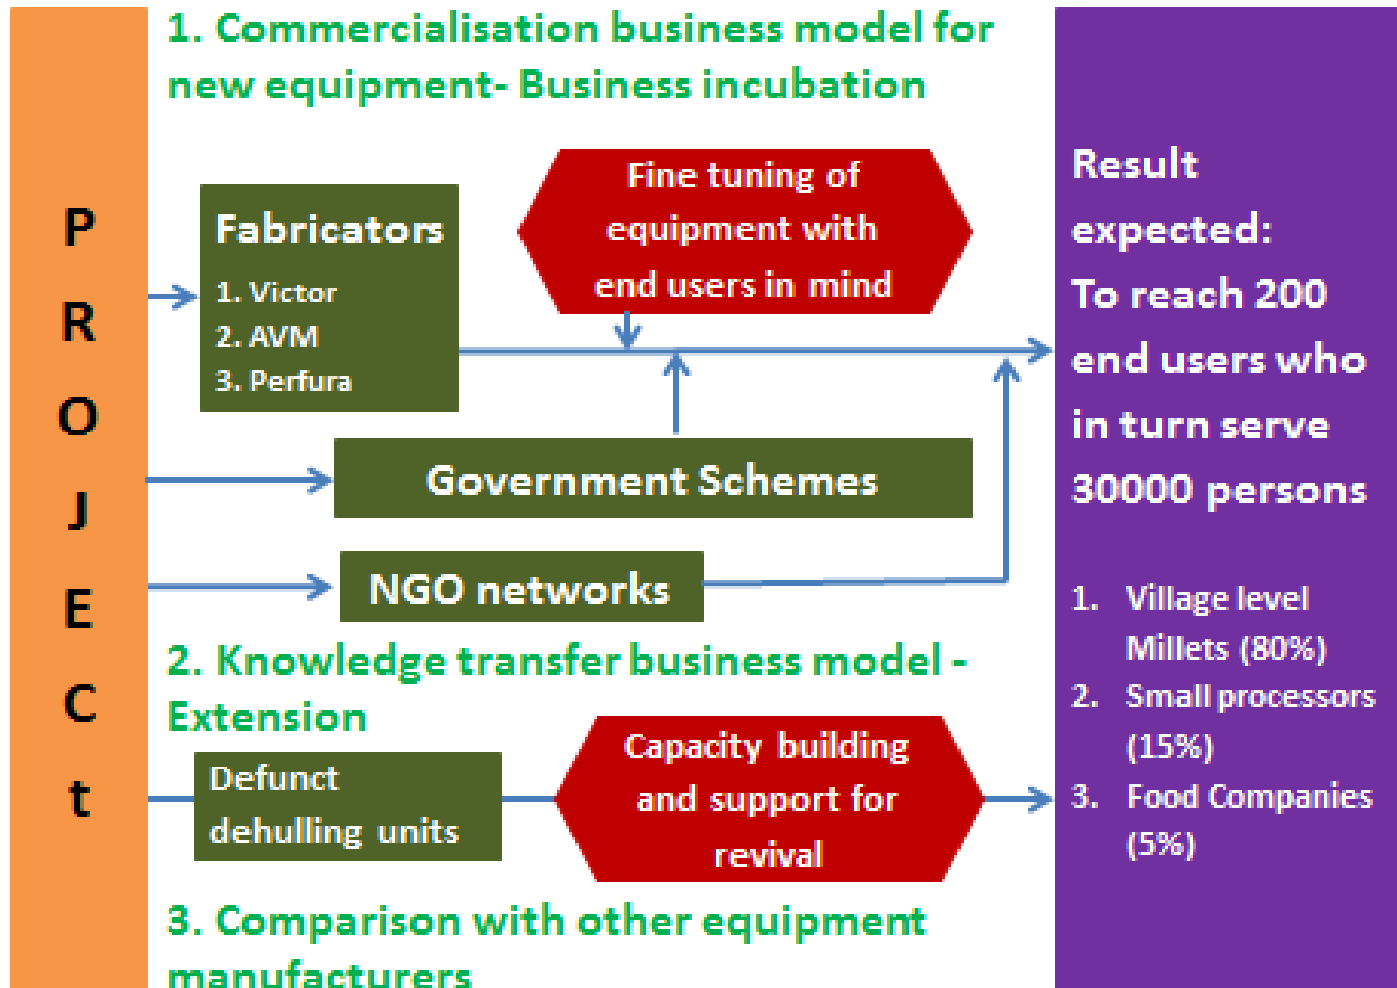 P
R
O
J
E
C
t
1. Commercialisation business model for
new equipment- Business incubation
Fabricators
1. Victor
2. AVM
3. Perfura
Fine tuning of
equipment with
end users in mind
Government Schemes
NGO networks
2. Knowledge transfer business model -
Extension
Defunct
dehulling units
Capacity building
and support for
revival
3. Comparison with other equipment
manufacturers
Result
expected:
To reach 200
end users who
in turn serve
30000 persons
1. Village level
Millets (80%)
2. Small processors
(15%)
3. Food Companies
(5%)